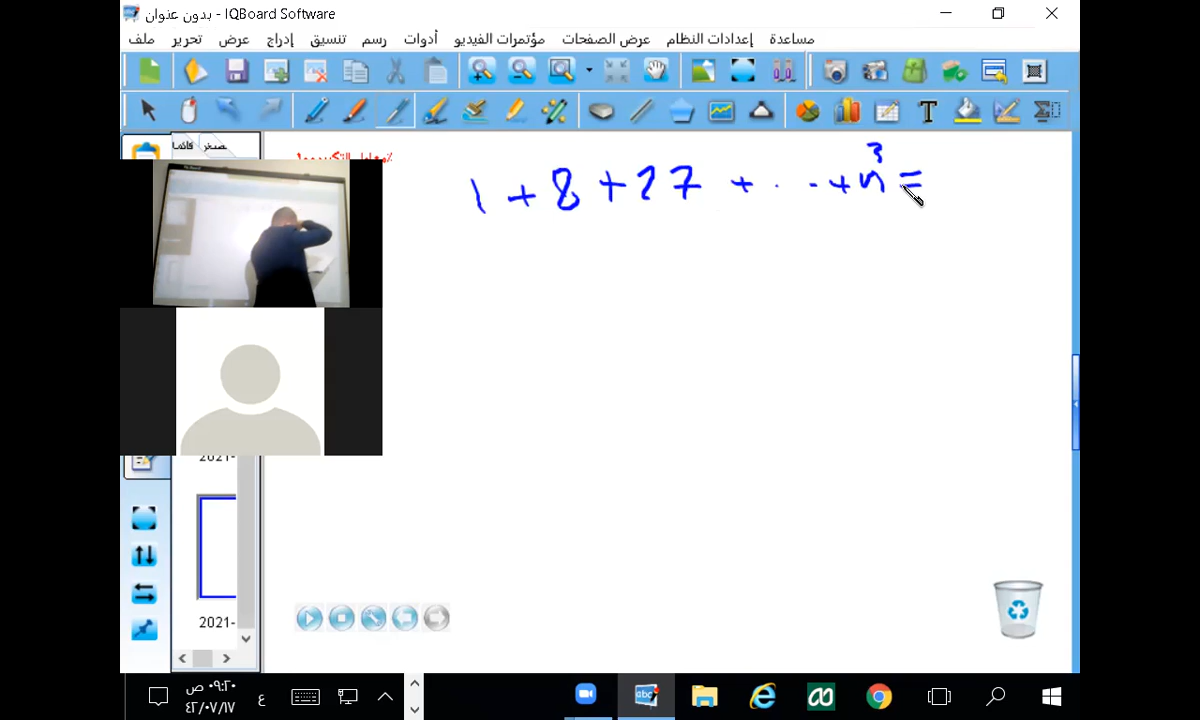 بدون عنوان - IQBoard Software
ملف تحرير عرض إدراج تنسيق رسم أدوات مؤتمرات الفيديو عرض الصفحات إعدادات النظام مساعدة
1 + 8 + 27 + ... + n³ =
2021-
2021-
٠٩:٢٠ ص
ع
٤٢/٠٧/١٧